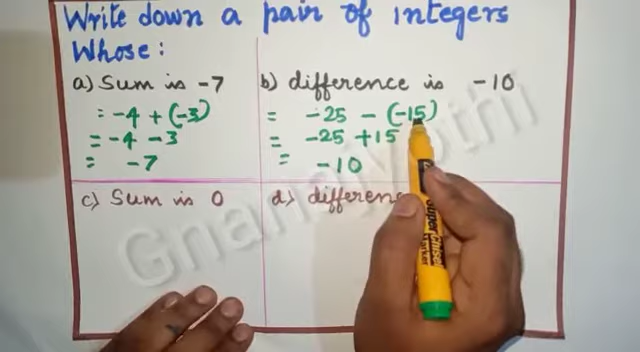 Write down a pair of integers
Whose:
a) Sum is -7
= -4 + (-3)
= -4 -3
= -7
b) difference is -10
= -25 - (-15)
= -25 +15
= -10
c) Sum is 0
d)
Gnanajyothi